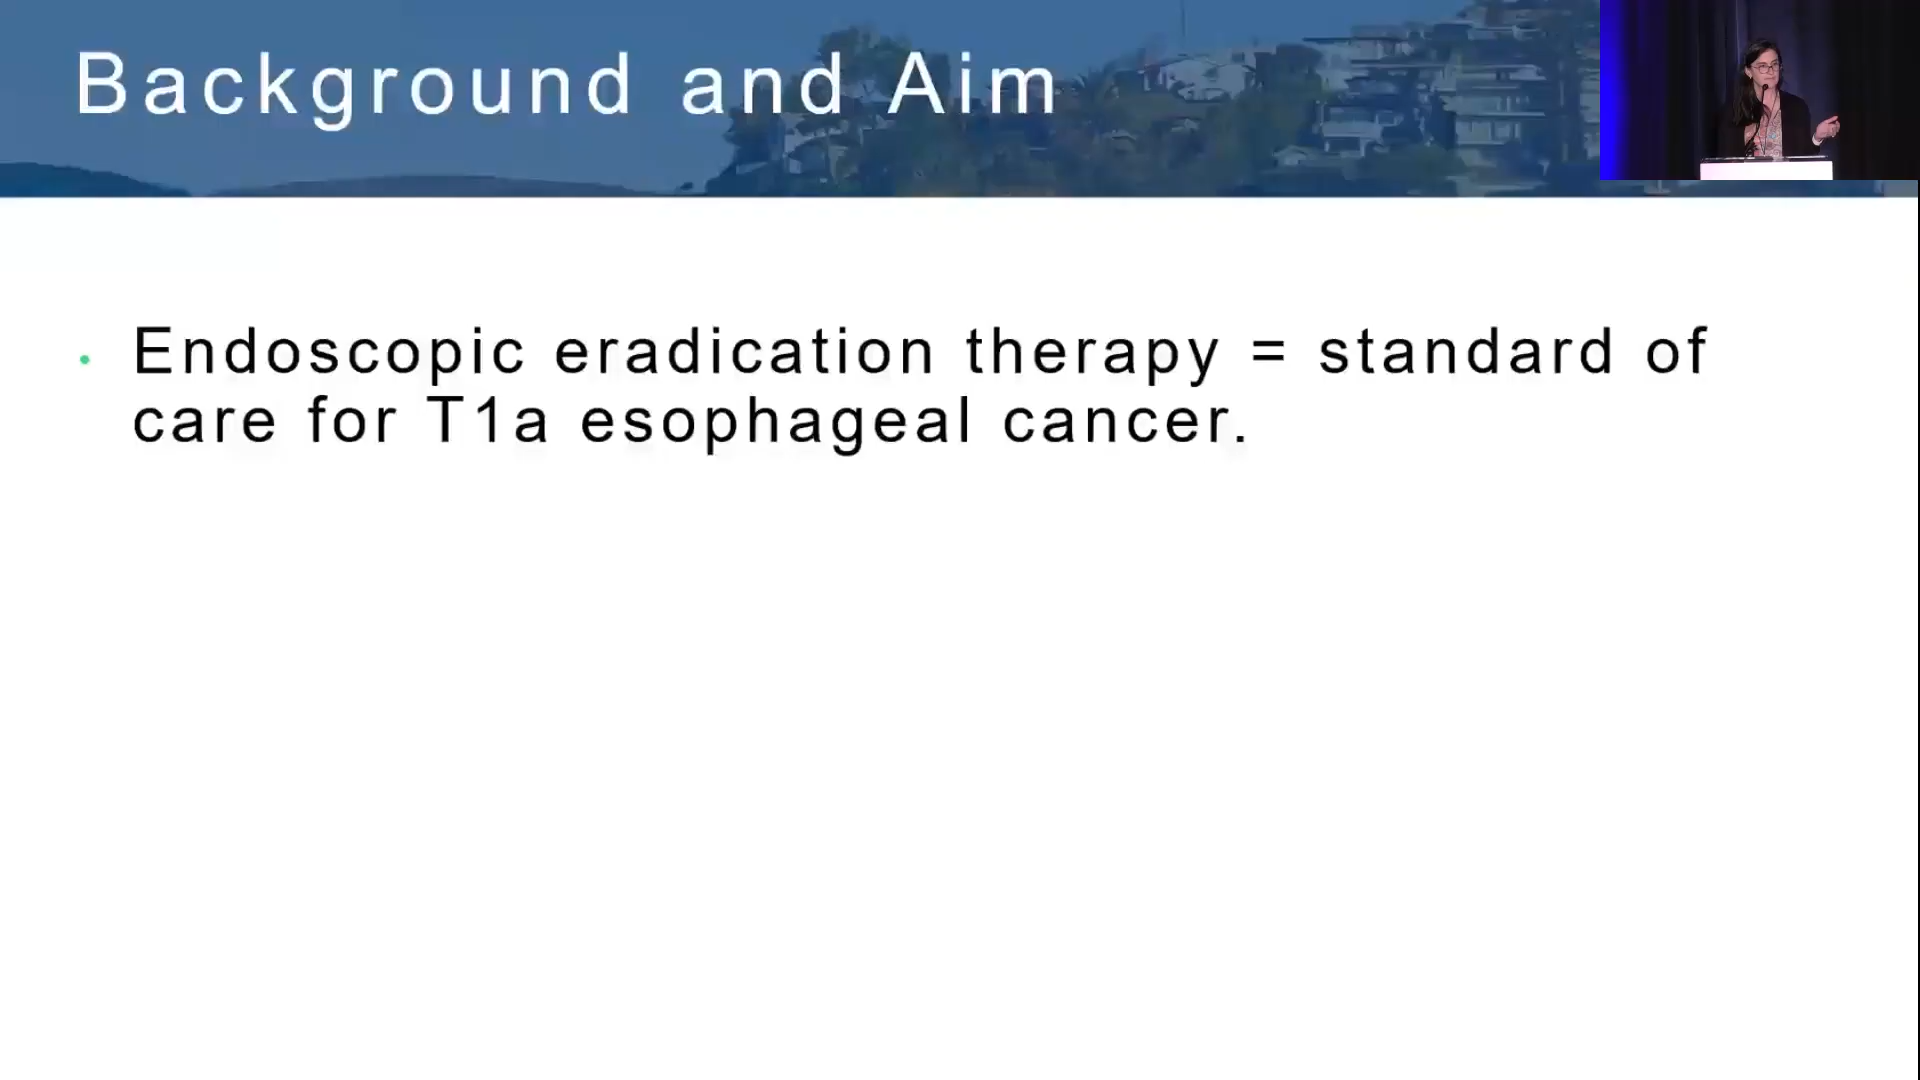 Background and Aim
• Endoscopic eradication therapy = standard of
care for T1a esophageal cancer.